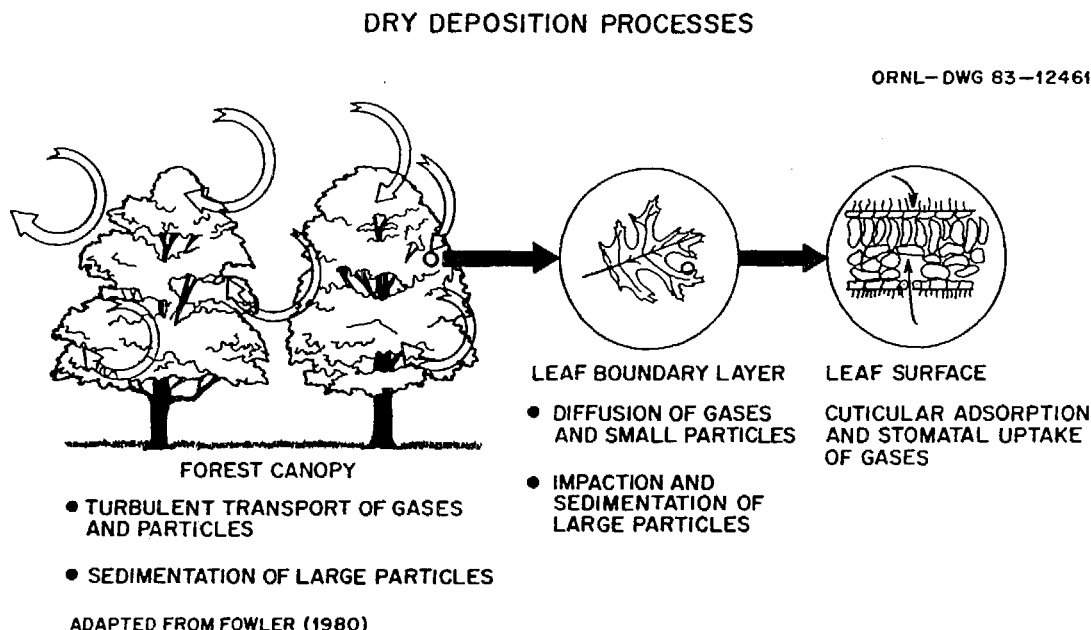 DRY DEPOSITION PROCESSES
ORNL-DWG 83-12461
FOREST CANOPY
● TURBULENT TRANSPORT OF GASES
AND PARTICLES
● SEDIMENTATION OF LARGE PARTICLES
LEAF BOUNDARY LAYER
● DIFFUSION OF GASES
AND SMALL PARTICLES
● IMPACTION AND
SEDIMENTATION OF
LARGE PARTICLES
LEAF SURFACE
CUTICULAR ADSORPTION
AND STOMATAL UPTAKE
OF GASES
ADAPTED FROM FOWLER (1980)